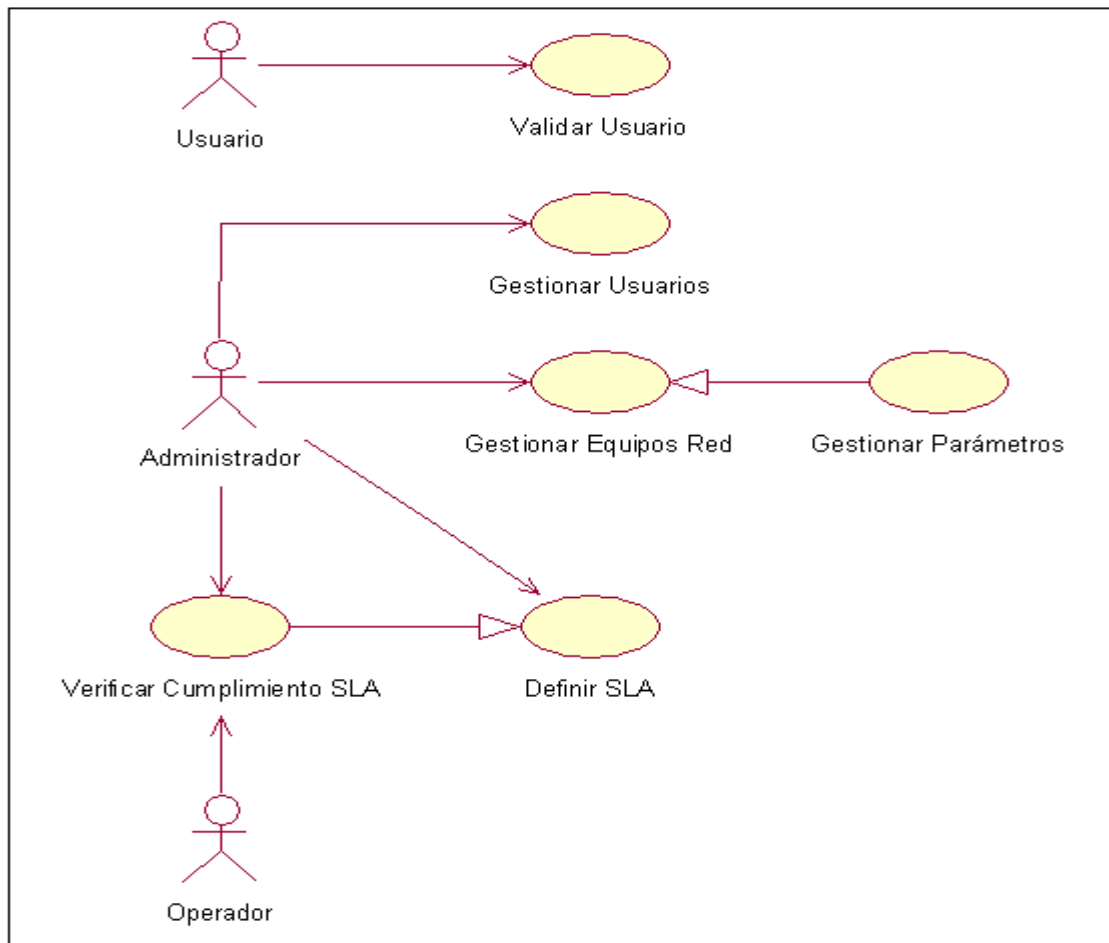 Usuario
Validar Usuario
Gestionar Usuarios
Administrador
Gestionar Equipos Red
Gestionar Parámetros
Verificar Cumplimiento SLA
Definir SLA
Operador